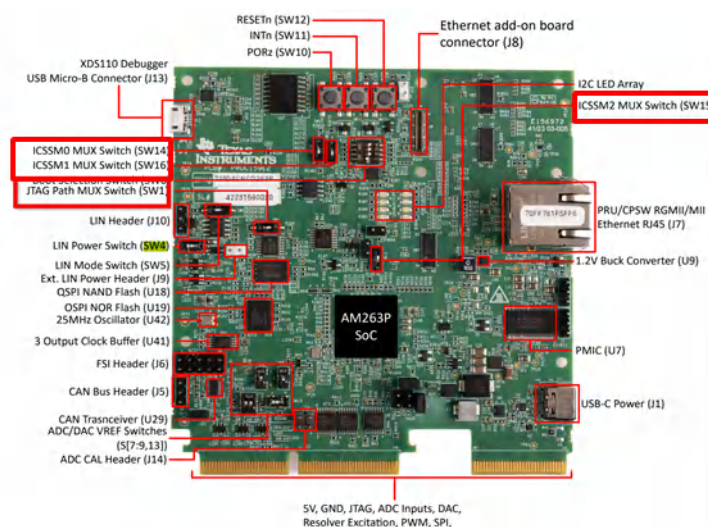 RESETn (SW12)
INTn (SW11)
PORz (SW10)
Ethernet add-on board
connector (J8)
XDS110 Debugger
USB Micro-B Connector (J13)
I2C LED Array
ICSSM2 MUX Switch (SW15
ICSSM0 MUX Switch (SW14)
ICSSM1 MUX Switch (SW16)
JTAG Path MUX Switch (SW1)
TEXAS
INSTRUMENTS
LIN Header (J10)
LIN Power Switch (SW4)
LIN Mode Switch (SW5)
Ext. LIN Power Header (J9)
QSPI NAND Flash (U18)
OSPI NOR Flash (U19)
25MHz Oscillator (U42)
3 Output Clock Buffer (U41)
FSI Header (J6)
CAN Bus Header (J5)
CAN Trasnceiver (U29)
ADC/DAC VREF Switches
(S[7:9,13])
ADC CAL Header (J14)
AM263P
SoC
PRU/CPSW RGMII/MII
Ethernet RJ45 (J7)
1.2V Buck Converter (U9)
PMIC (U7)
USB-C Power (J1)
5V, GND, JTAG, ADC Inputs, DAC,
Resolver Excitation, PWM, SPI,